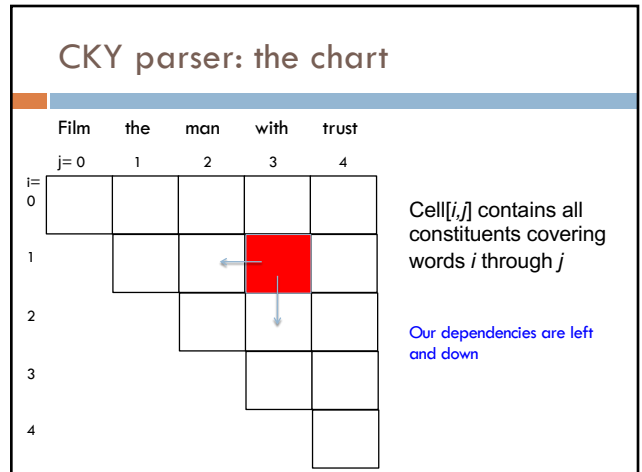 CKY parser: the chart
Film the man with trust
j= 0 1 2 3 4
i=
0
1
2
3
4
Cell[i,j] contains all
constituents covering
words i through j
Our dependencies are left
and down